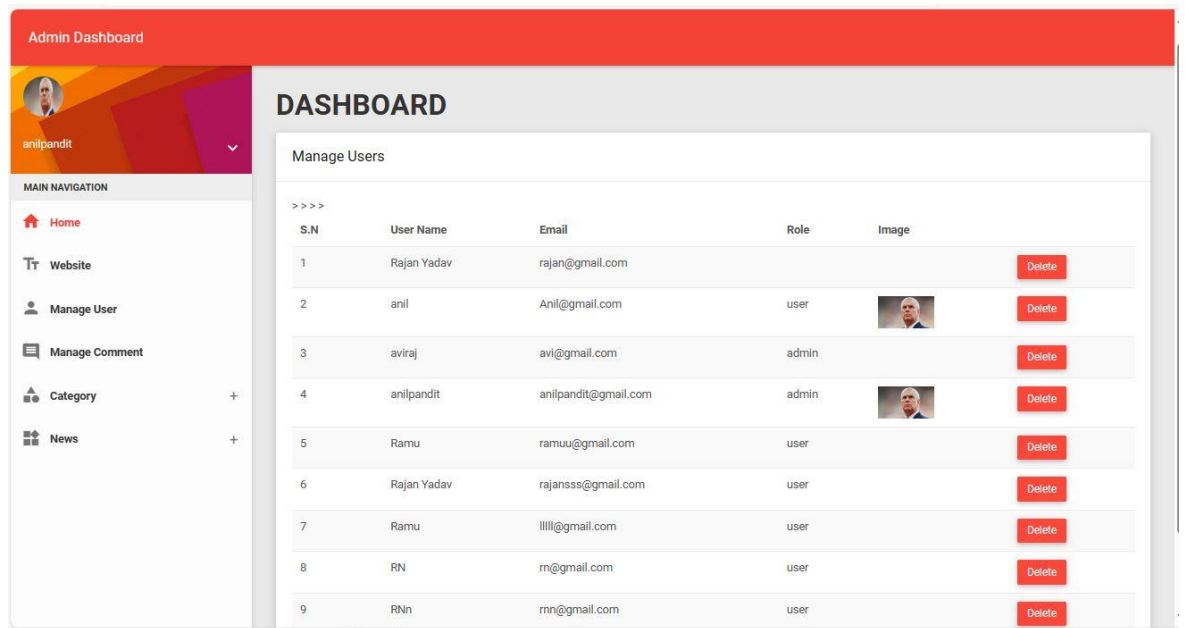 Admin Dashboard
anilpandit
MAIN NAVIGATION
Home
Website
Manage User
Manage Comment
Category +
News +
DASHBOARD
Manage Users
> > > >
S.N User Name Email Role Image
1 Rajan Yadav rajan@gmail.com Delete
2 anil Anil@gmail.com user Delete
3 aviraj avi@gmail.com admin Delete
4 anilpandit anilpandit@gmail.com admin Delete
5 Ramu ramuu@gmail.com user Delete
6 Rajan Yadav rajansss@gmail.com user Delete
7 Ramu lllll@gmail.com user Delete
8 RN rn@gmail.com user Delete
9 RNn rnn@gmail.com user Delete